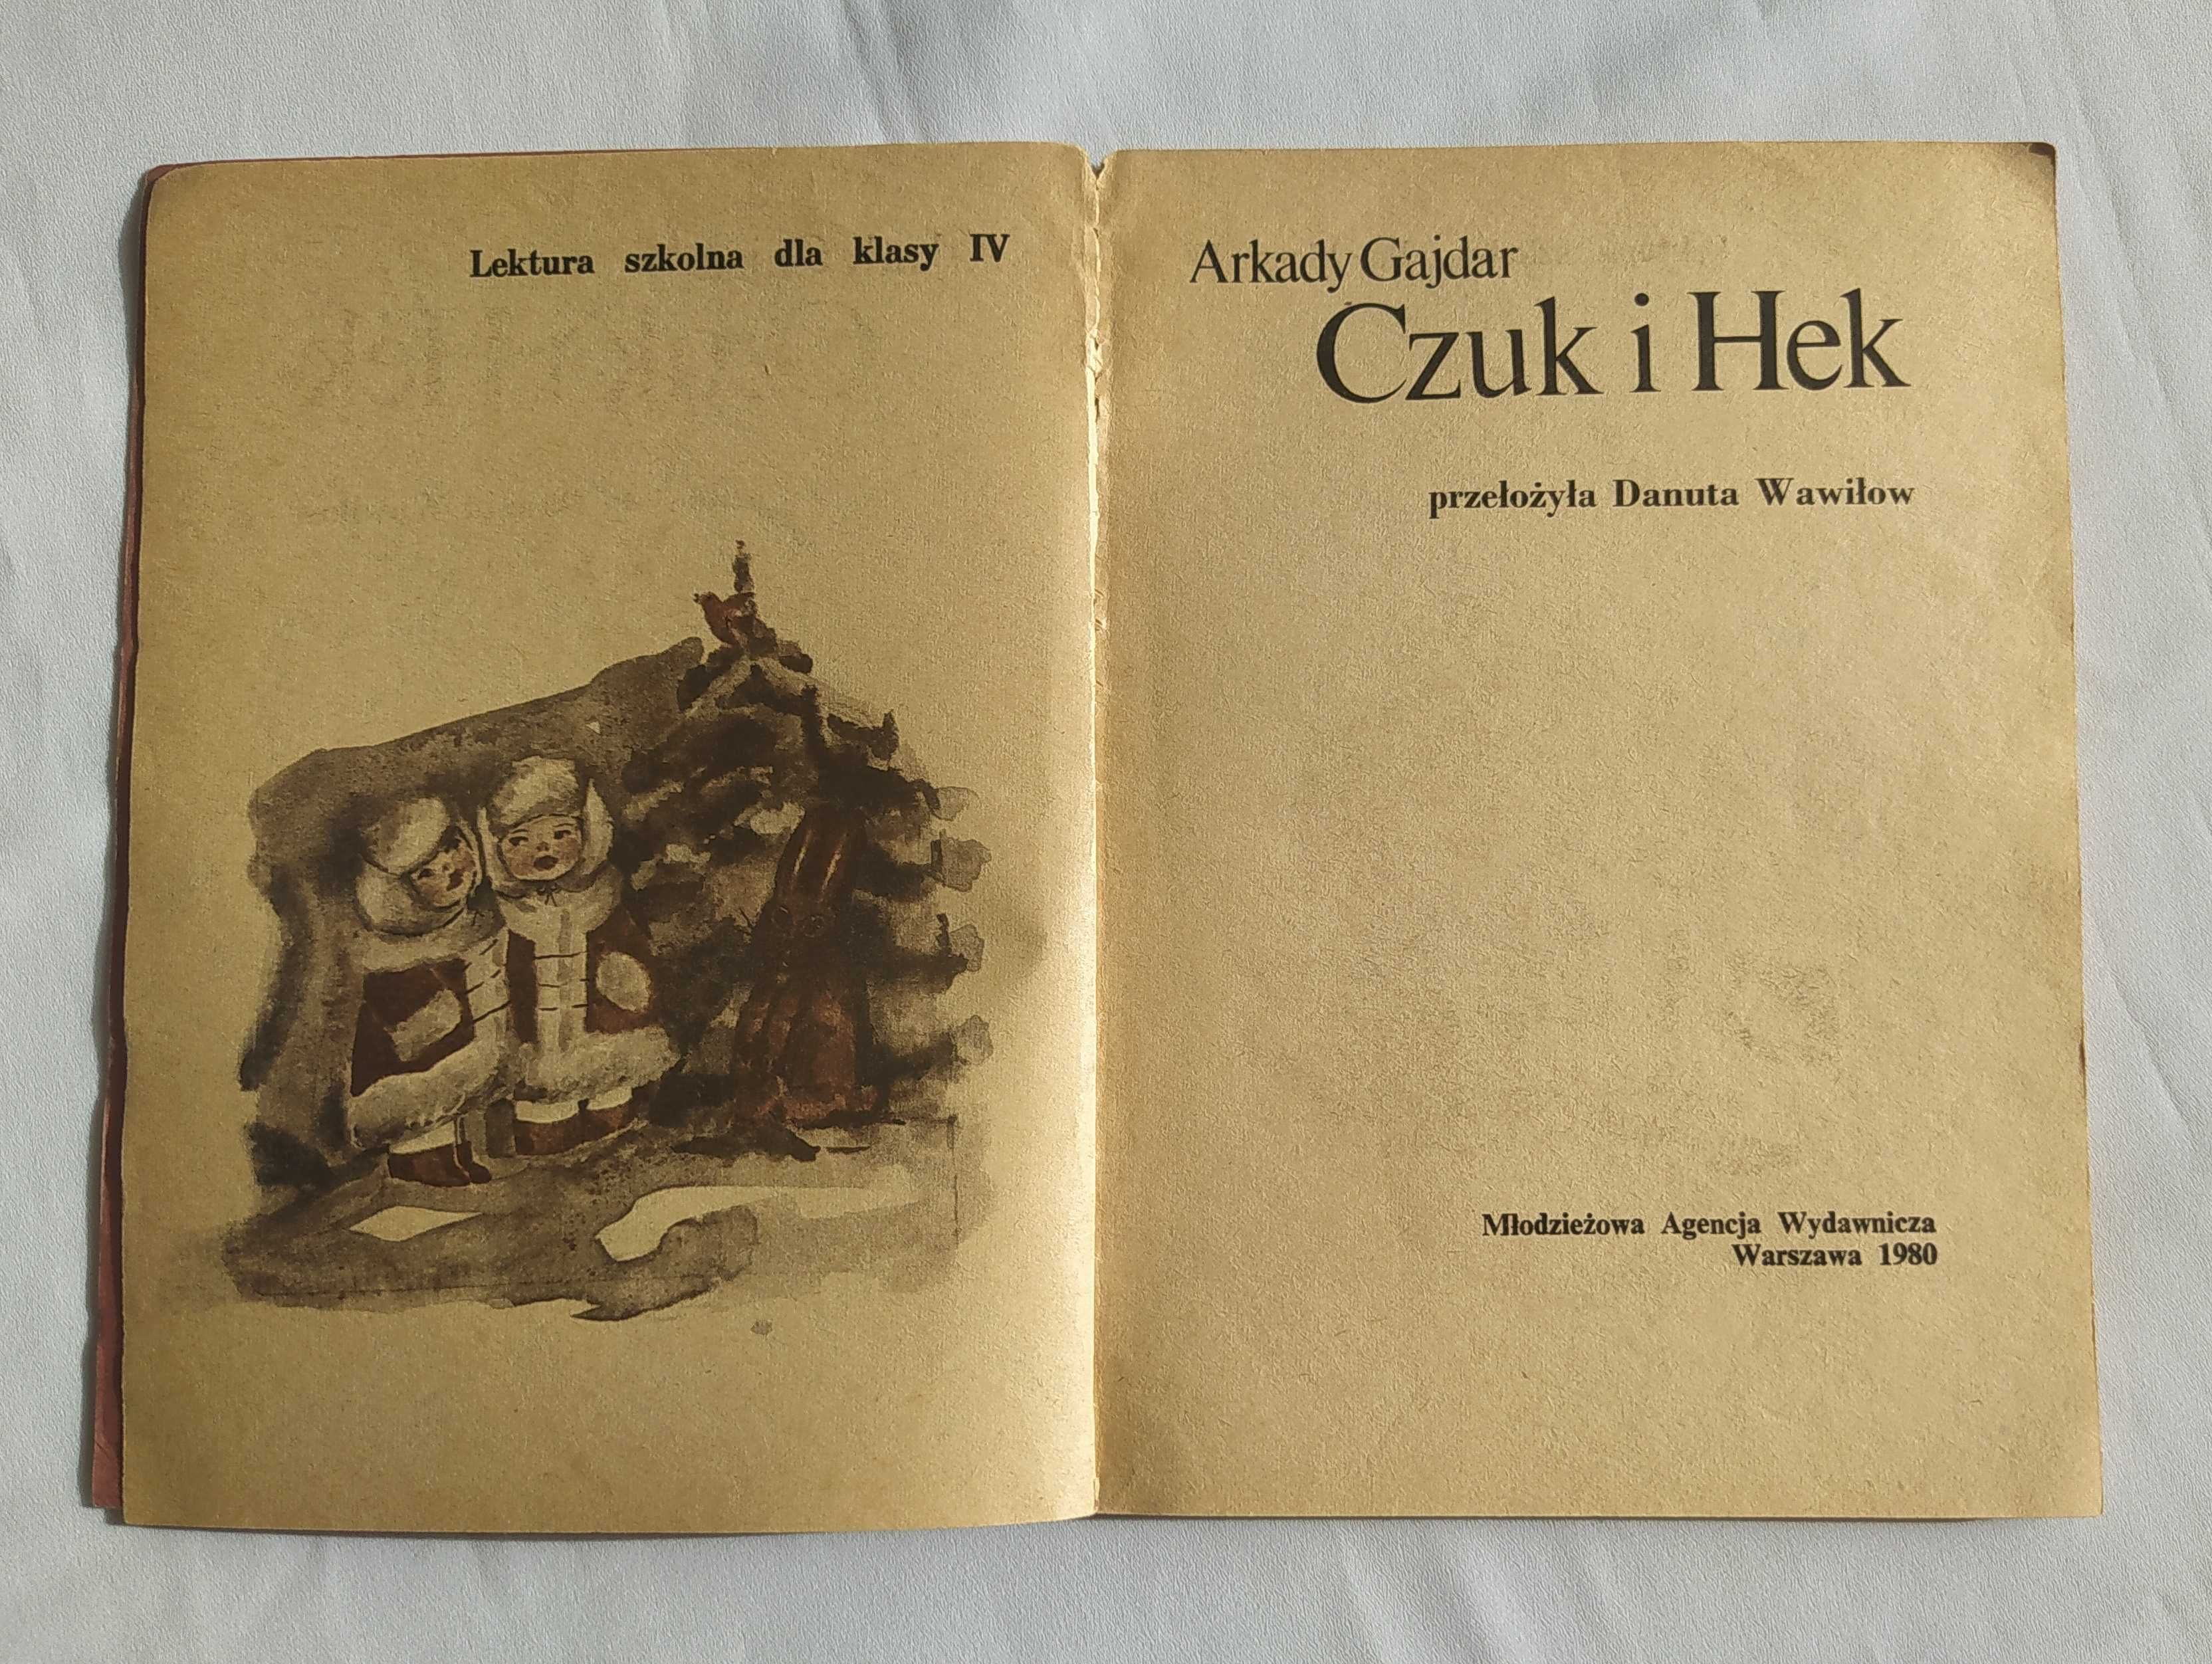 Lektura szkolna dla klasy IV
Arkady Gajdar
Czuk i Hek
przełożyła Danuta Wawiłow
Młodzieżowa Agencja Wydawnicza
Warszawa 1980